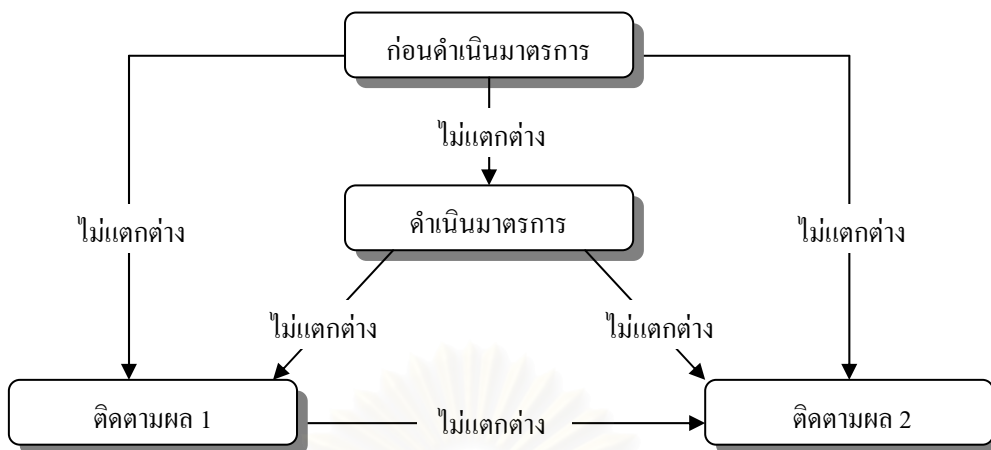 ก่อนดำเนินมาตรการ
ไม่แตกต่าง
ดำเนินมาตรการ
ไม่แตกต่าง
ไม่แตกต่าง
ไม่แตกต่าง
ไม่แตกต่าง
ติดตามผล 1
ไม่แตกต่าง
ติดตามผล 2